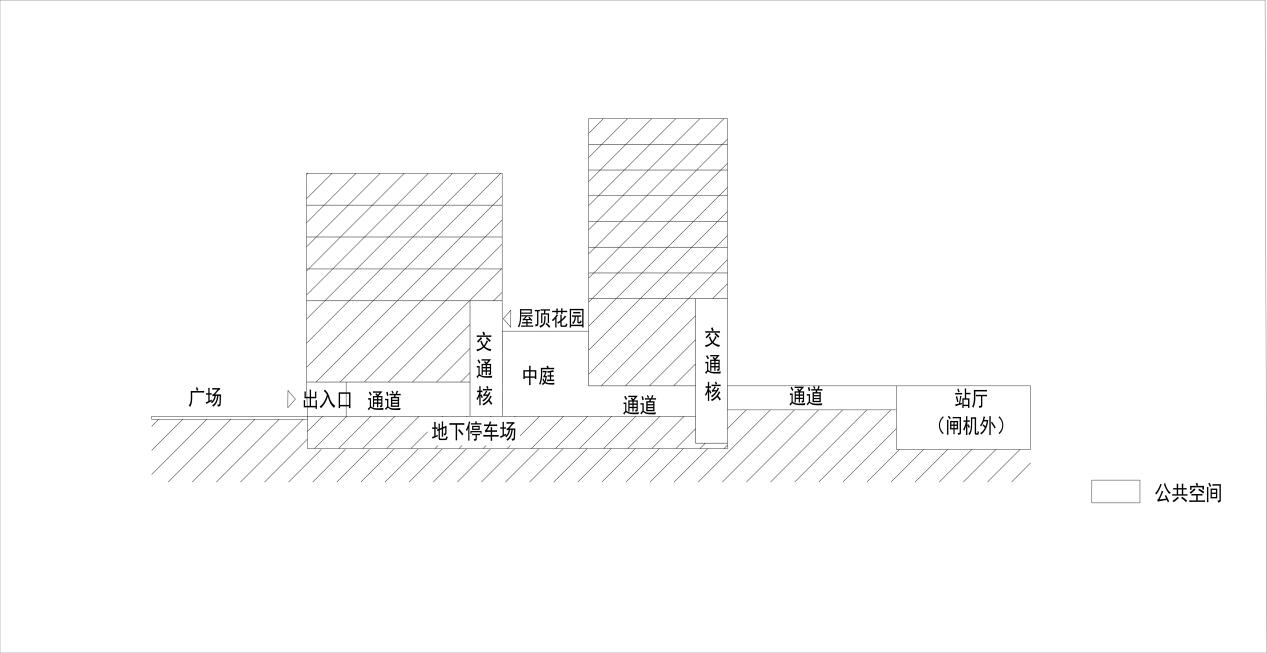 屋顶花园
交
通
核
交
通
核
中庭
广场
出入口
通道
通道
通道
站厅
（闸机外）
地下停车场
公共空间